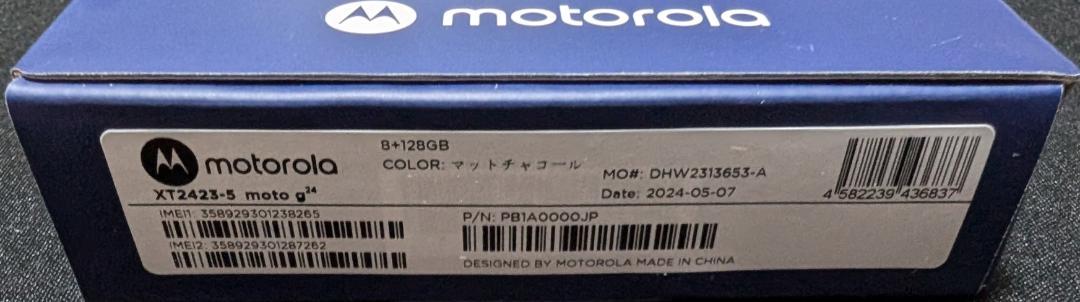 motorola
motorola
8+128GB
COLOR: マットチャコール
MO#: DHW2313653-A
XT2423-5 moto g²⁴
Date: 2024-05-07
4 582239 436837
IMEI1: 358929301238265
P/N: PB1A0000JP
IMEI2: 358929301287262
DESIGNED BY MOTOROLA MADE IN CHINA